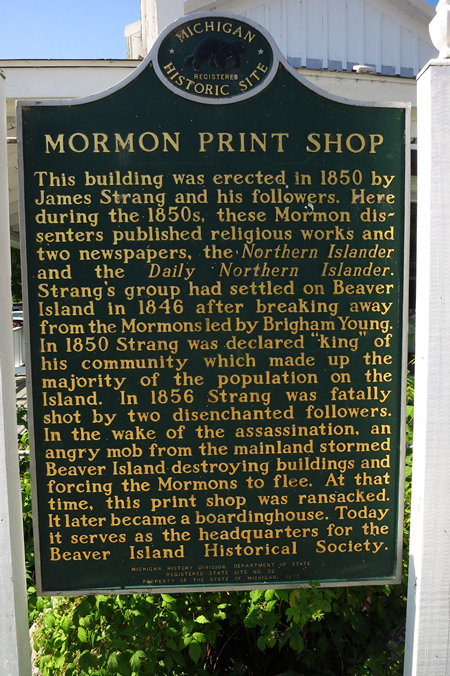 MICHIGAN
REGISTERED
HISTORIC SITE
MORMON PRINT SHOP
This building was erected in 1850 by
James Strang and his followers. Here
during the 1850s, these Mormon dis-
senters published religious works and
two newspapers, the Northern Islander
and the Daily Northern Islander.
Strang's group had settled on Beaver
Island in 1846 after breaking away
from the Mormons led by Brigham Young.
In 1850 Strang was declared "king" of
his community which made up the
majority of the population on the
Island. In 1856 Strang was fatally
shot by two disenchanted followers.
In the wake of the assassination, an
angry mob from the mainland stormed
Beaver Island destroying buildings and
forcing the Mormons to flee. At that
time, this print shop was ransacked.
It later became a boardinghouse. Today
it serves as the headquarters for the
Beaver Island Historical Society.
MICHIGAN HISTORY DIVISION, DEPARTMENT OF STATE
REGISTERED STATE SITE NO.
PROPERTY OF THE STATE OF MICHIGAN,